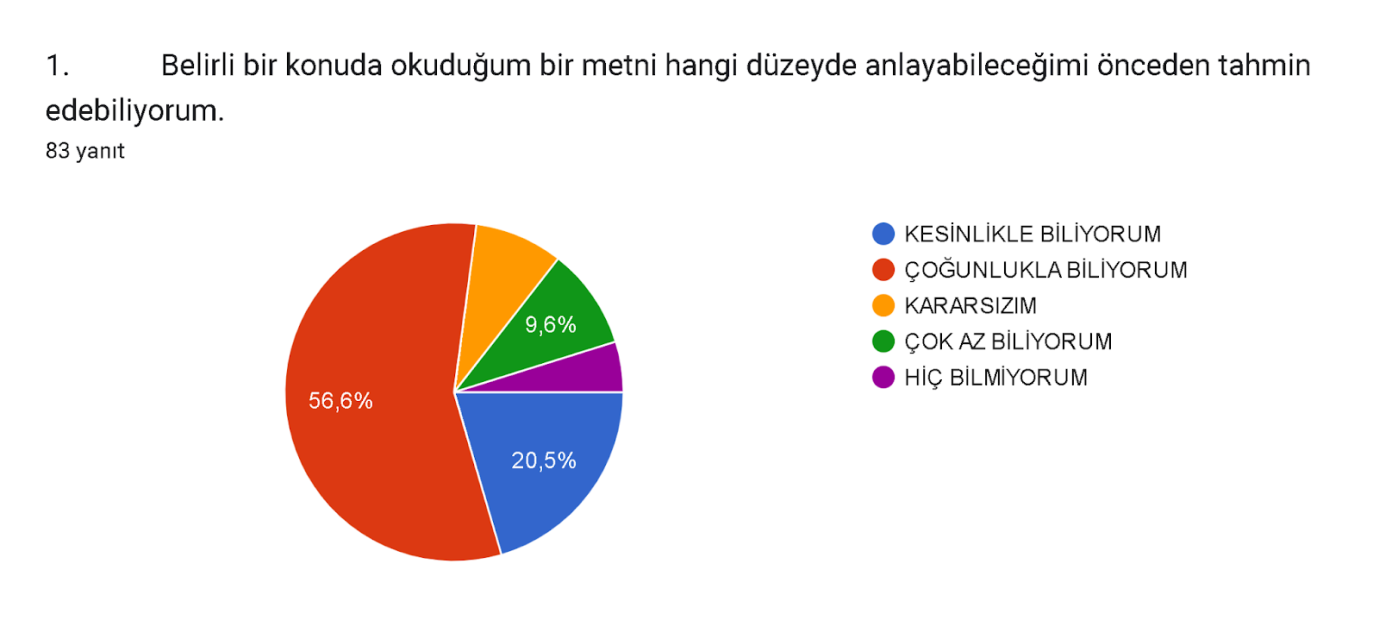 1. Belirli bir konuda okuduğum bir metni hangi düzeyde anlayabileceğimi önceden tahmin
edebiliyorum.
83 yanıt
KESİNLİKLE BİLİYORUM
ÇOĞUNLUKLA BİLİYORUM
KARARSIZIM
ÇOK AZ BİLİYORUM
HİÇ BİLMİYORUM
9,6%
56,6%
20,5%